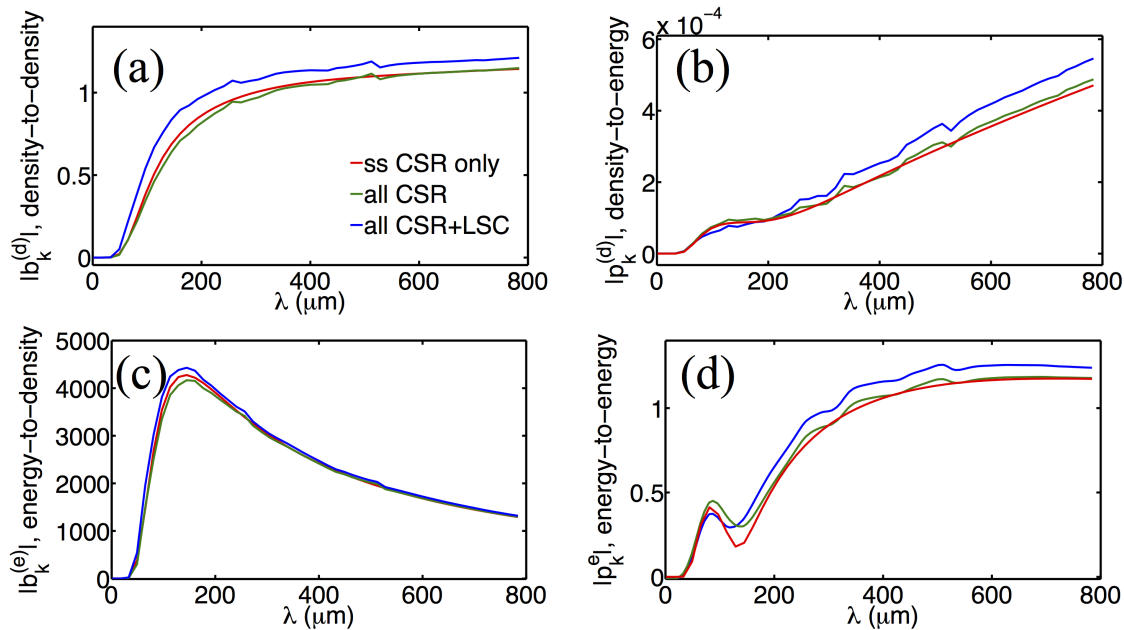 (a)
|b_k^(d)|, density−to−density
1
0.5
0
0 200 400 600 800
λ (μm)
ss CSR only
all CSR
all CSR+LSC
(b)
x 10^−4
|p_k^(d)|, density−to−energy
6
4
2
0
0 200 400 600 800
λ (μm)
(c)
|b_k^(e)|, energy−to−density
5000
4000
3000
2000
1000
0
0 200 400 600 800
λ (μm)
(d)
|p_k^e|, energy−to−energy
1
0.5
0
0 200 400 600 800
λ (μm)